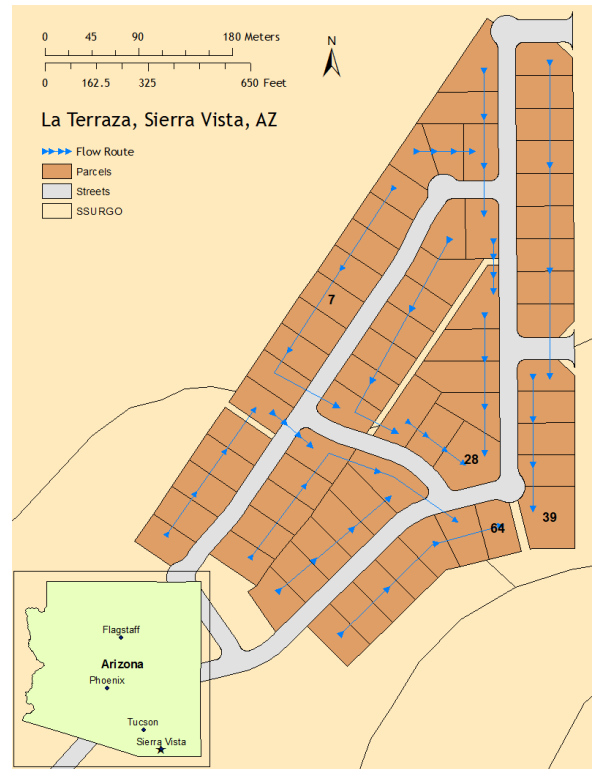 0 45 90 180 Meters
0 162.5 325 650 Feet
N
La Terraza, Sierra Vista, AZ
Flow Route
Parcels
Streets
SSURGO
7
28
64
39
Flagstaff
Arizona
Phoenix
Tucson
Sierra Vista